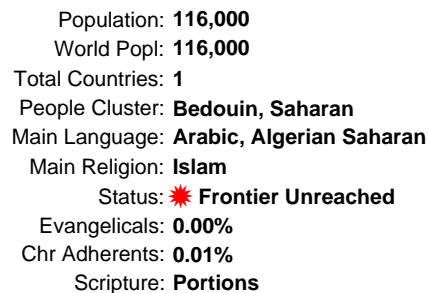 Population: 116,000
World Popl: 116,000
Total Countries: 1
People Cluster: Bedouin, Saharan
Main Language: Arabic, Algerian Saharan
Main Religion: Islam
Status: Frontier Unreached
Evangelicals: 0.00%
Chr Adherents: 0.01%
Scripture: Portions